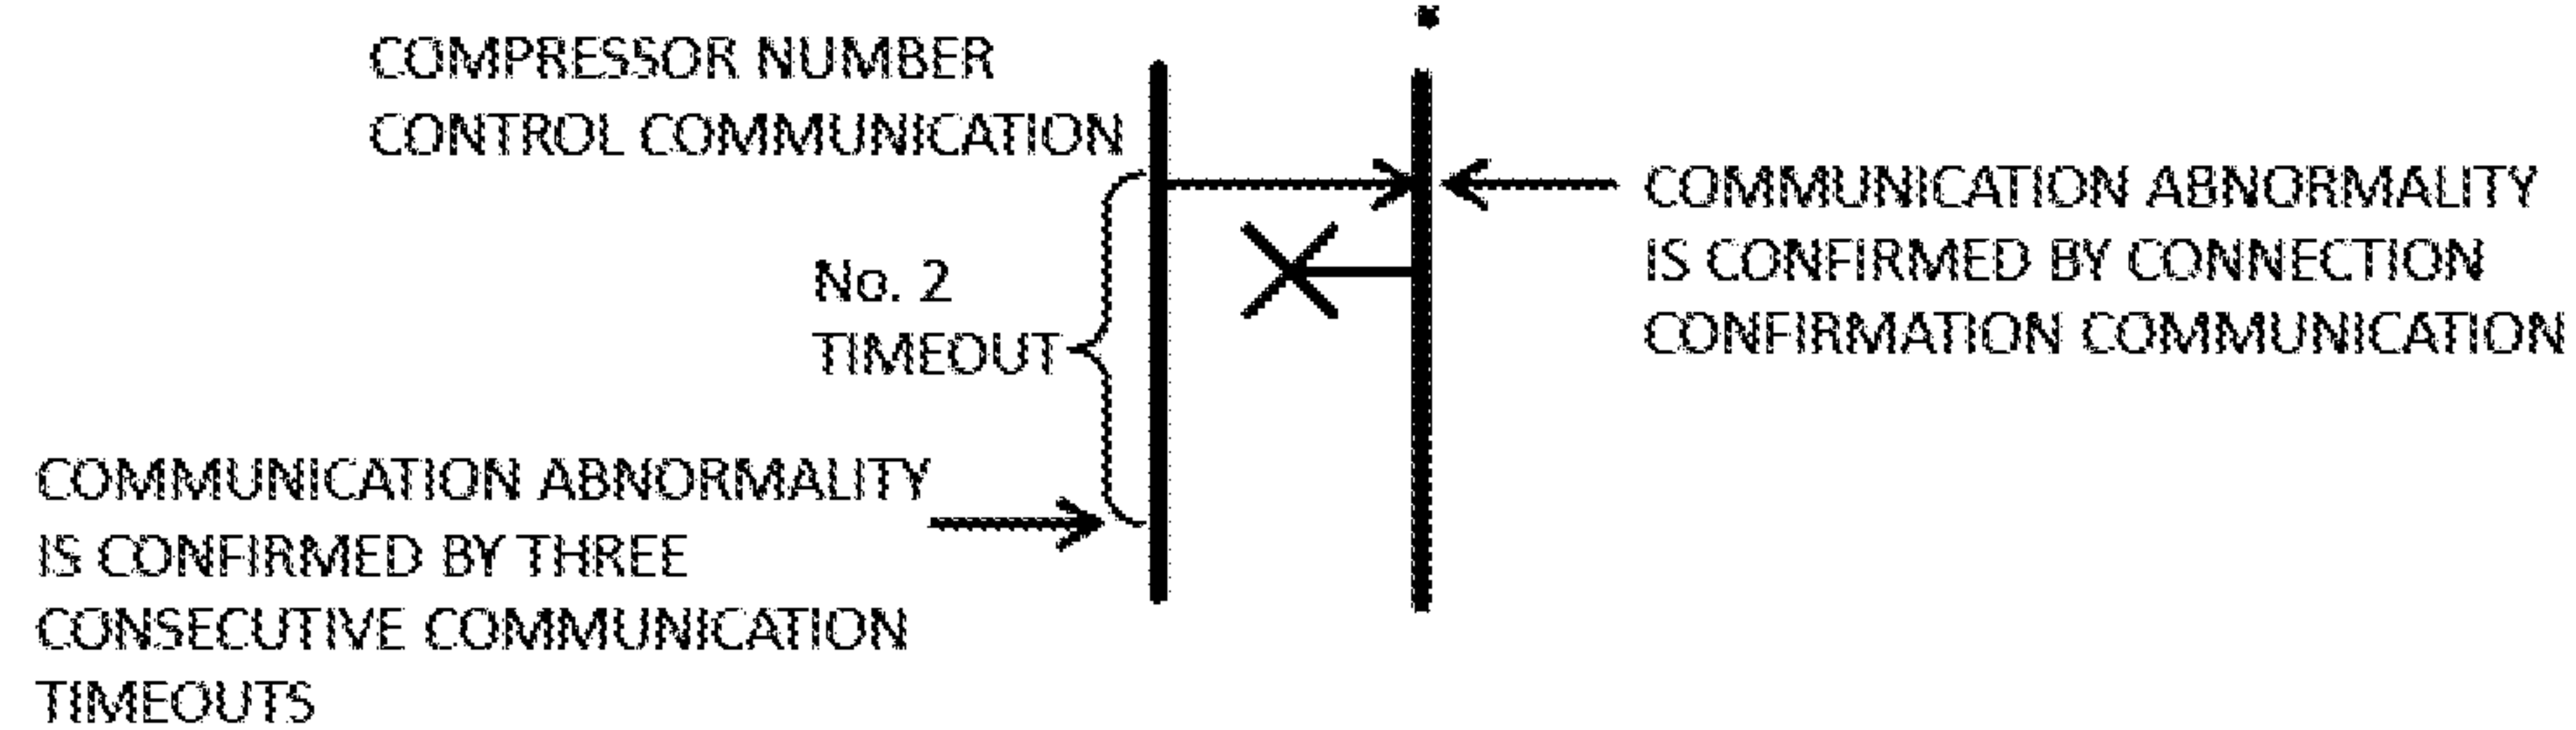 COMPRESSOR NUMBER
CONTROL COMMUNICATION
COMMUNICATION ABNORMALITY
IS CONFIRMED BY CONNECTION
CONFIRMATION COMMUNICATION
No. 2
TIMEOUT
COMMUNICATION ABNORMALITY
IS CONFIRMED BY THREE
CONSECUTIVE COMMUNICATION
TIMEOUTS